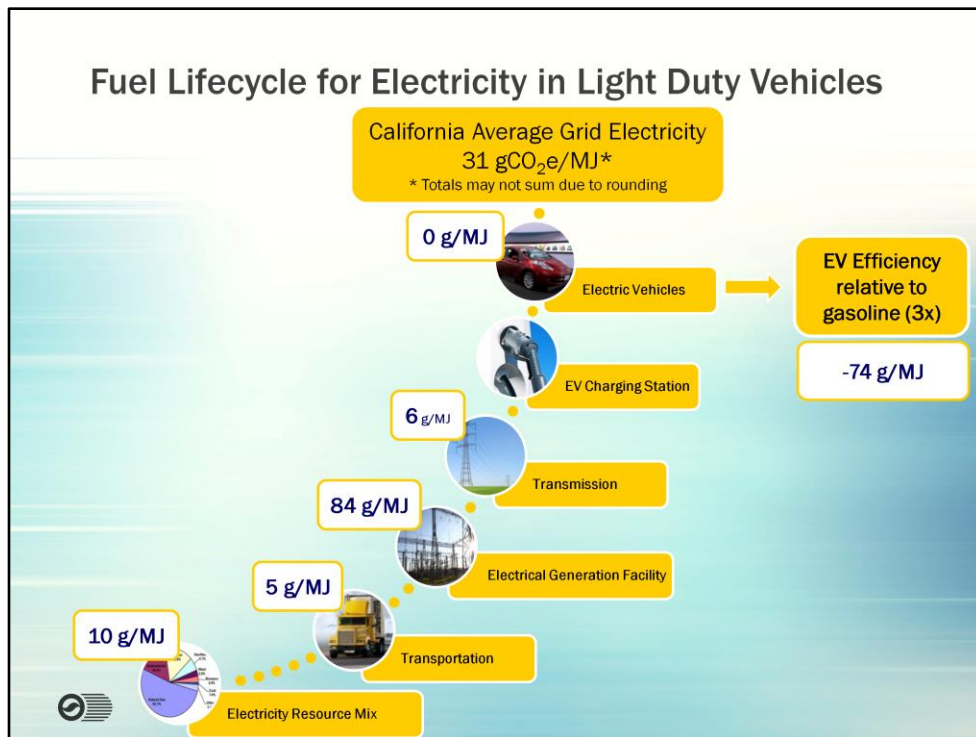 Fuel Lifecycle for Electricity in Light Duty Vehicles
California Average Grid Electricity
31 gCO₂e/MJ*
* Totals may not sum due to rounding
0 g/MJ
Electric Vehicles
EV Efficiency
relative to
gasoline (3x)
-74 g/MJ
EV Charging Station
6 g/MJ
Transmission
84 g/MJ
Electrical Generation Facility
5 g/MJ
Transportation
10 g/MJ
Electricity Resource Mix